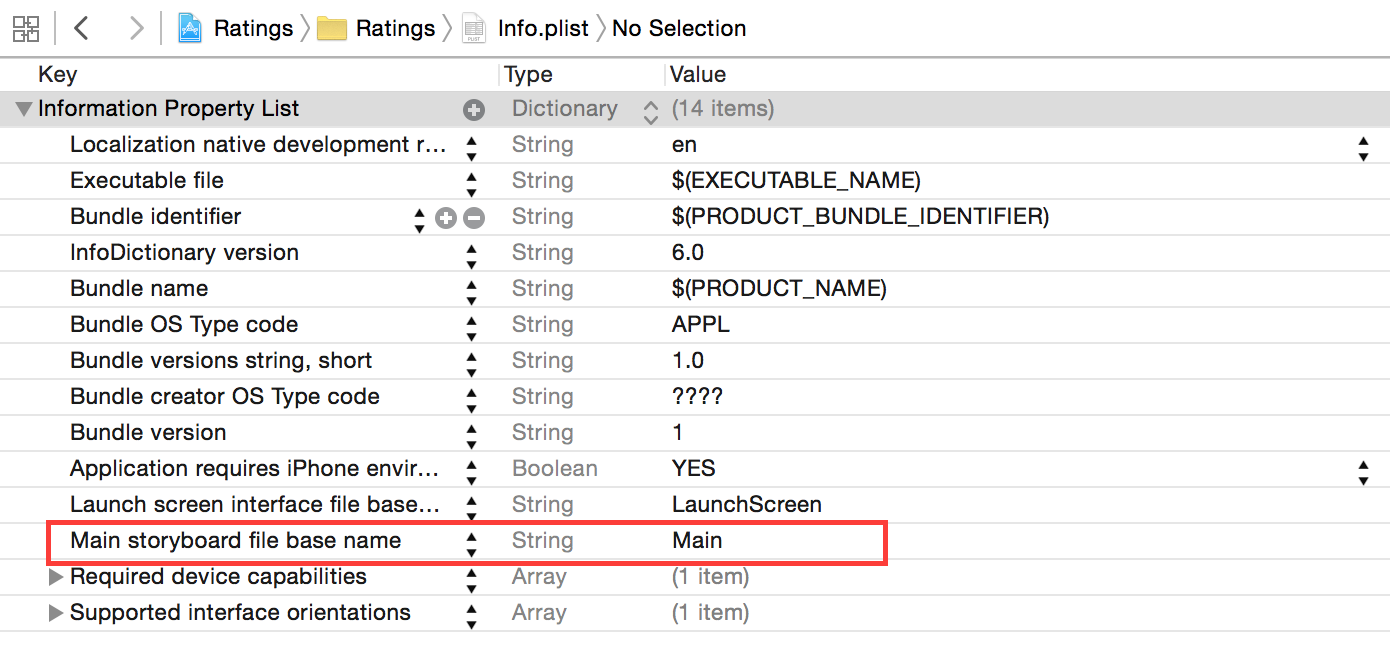 Ratings Ratings Info.plist No Selection
Key Type Value
Information Property List Dictionary (14 items)
Localization native development r... String en
Executable file String $(EXECUTABLE_NAME)
Bundle identifier String $(PRODUCT_BUNDLE_IDENTIFIER)
InfoDictionary version String 6.0
Bundle name String $(PRODUCT_NAME)
Bundle OS Type code String APPL
Bundle versions string, short String 1.0
Bundle creator OS Type code String ????
Bundle version String 1
Application requires iPhone envir... Boolean YES
Launch screen interface file base... String LaunchScreen
Main storyboard file base name String Main
Required device capabilities Array (1 item)
Supported interface orientations Array (1 item)